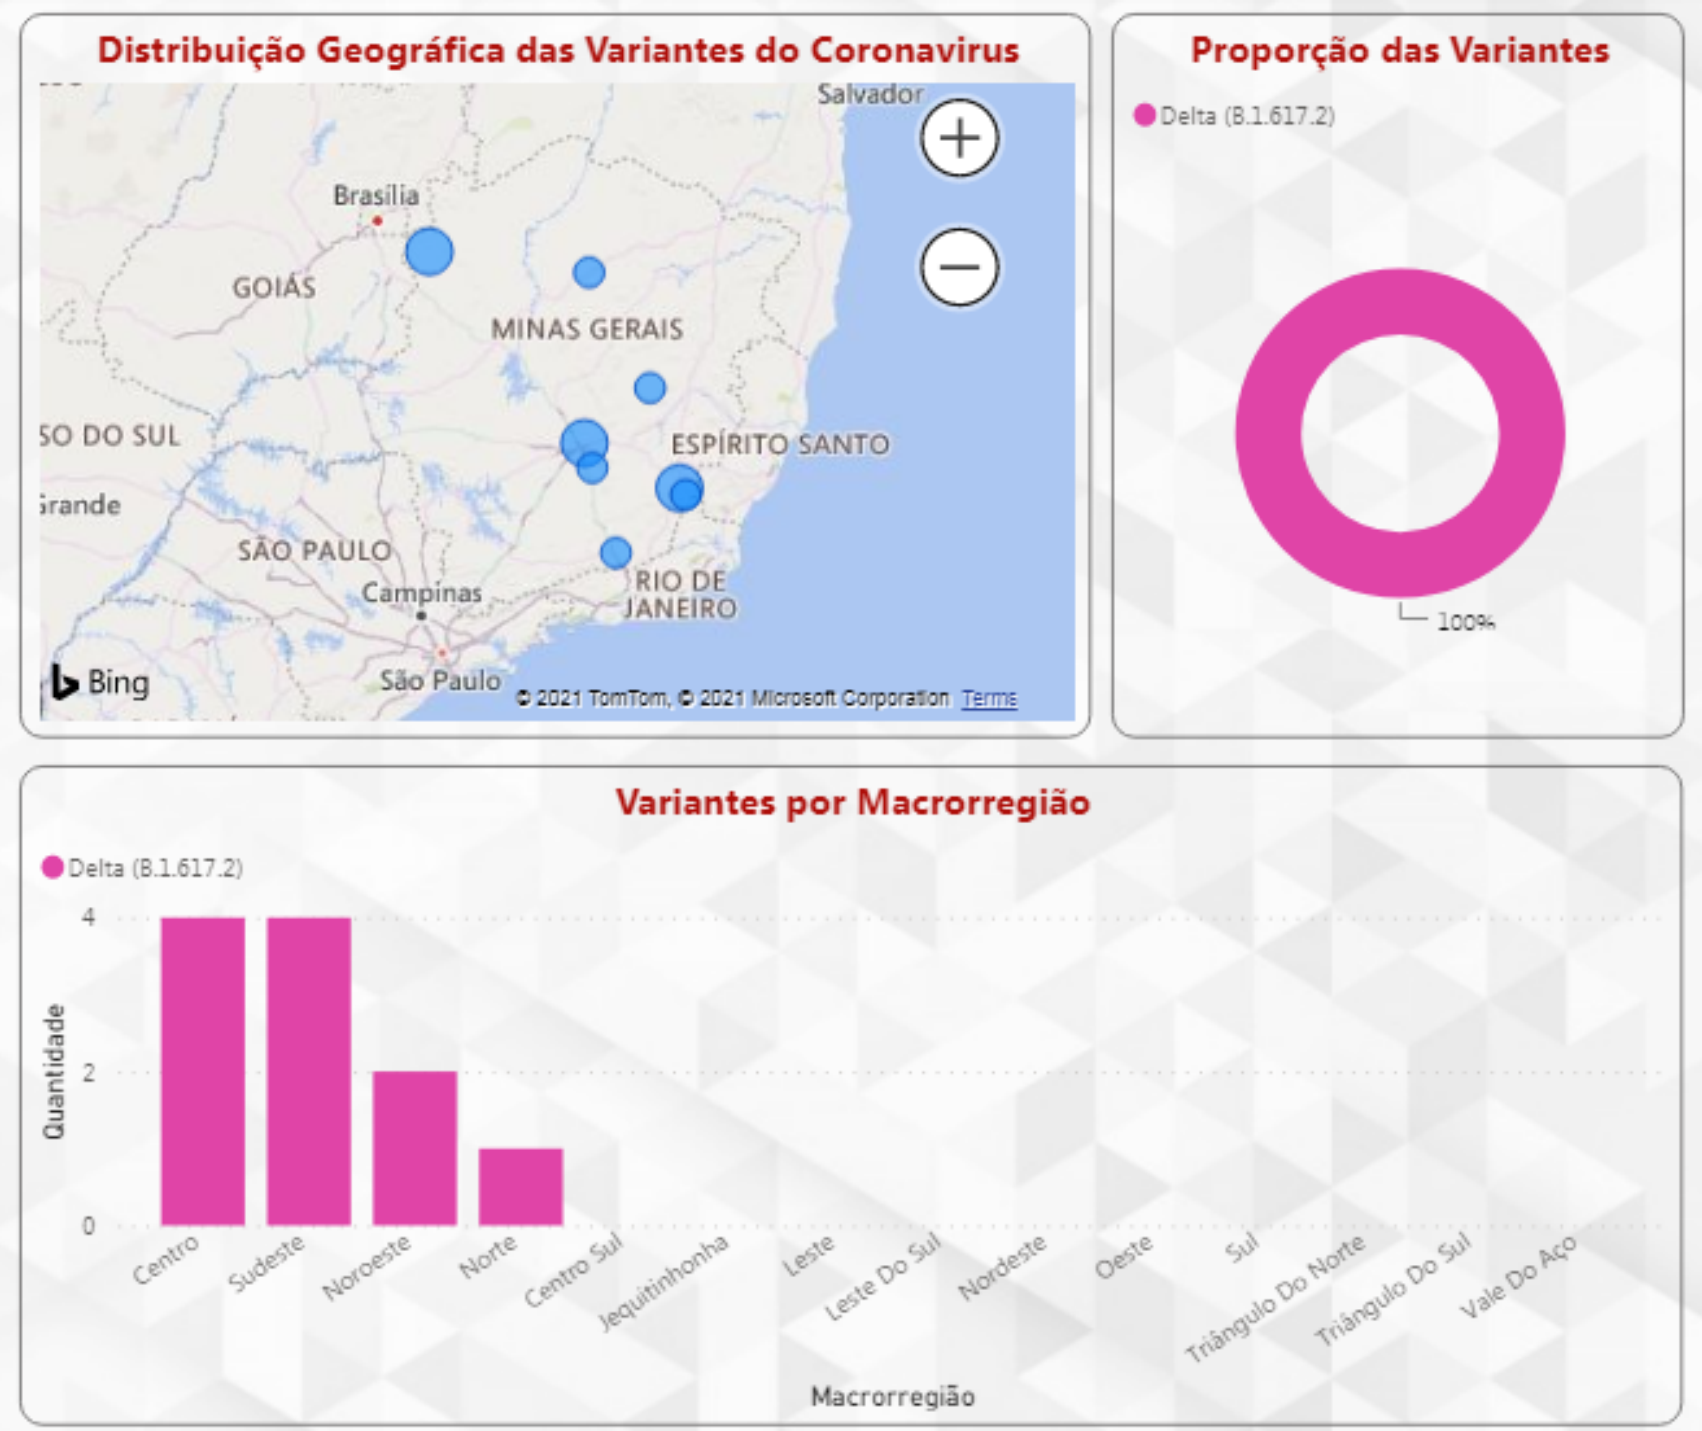 Distribuição Geográfica das Variantes do Coronavirus
Salvador
Brasília
GOIÁS
MINAS GERAIS
SO DO SUL
ESPÍRITO SANTO
Grande
SÃO PAULO
Campinas
RIO DE
JANEIRO
São Paulo
Bing
© 2021 TomTom, © 2021 Microsoft Corporation Terms
Proporção das Variantes
Delta (B.1.617.2)
100%
Variantes por Macrorregião
Delta (B.1.617.2)
Quantidade
4
2
0
Centro
Sudeste
Noroeste
Norte
Centro Sul
Jequitinhonha
Leste
Leste Do Sul
Nordeste
Oeste
Sul
Triângulo Do Norte
Triângulo Do Sul
Vale Do Aço
Macrorregião